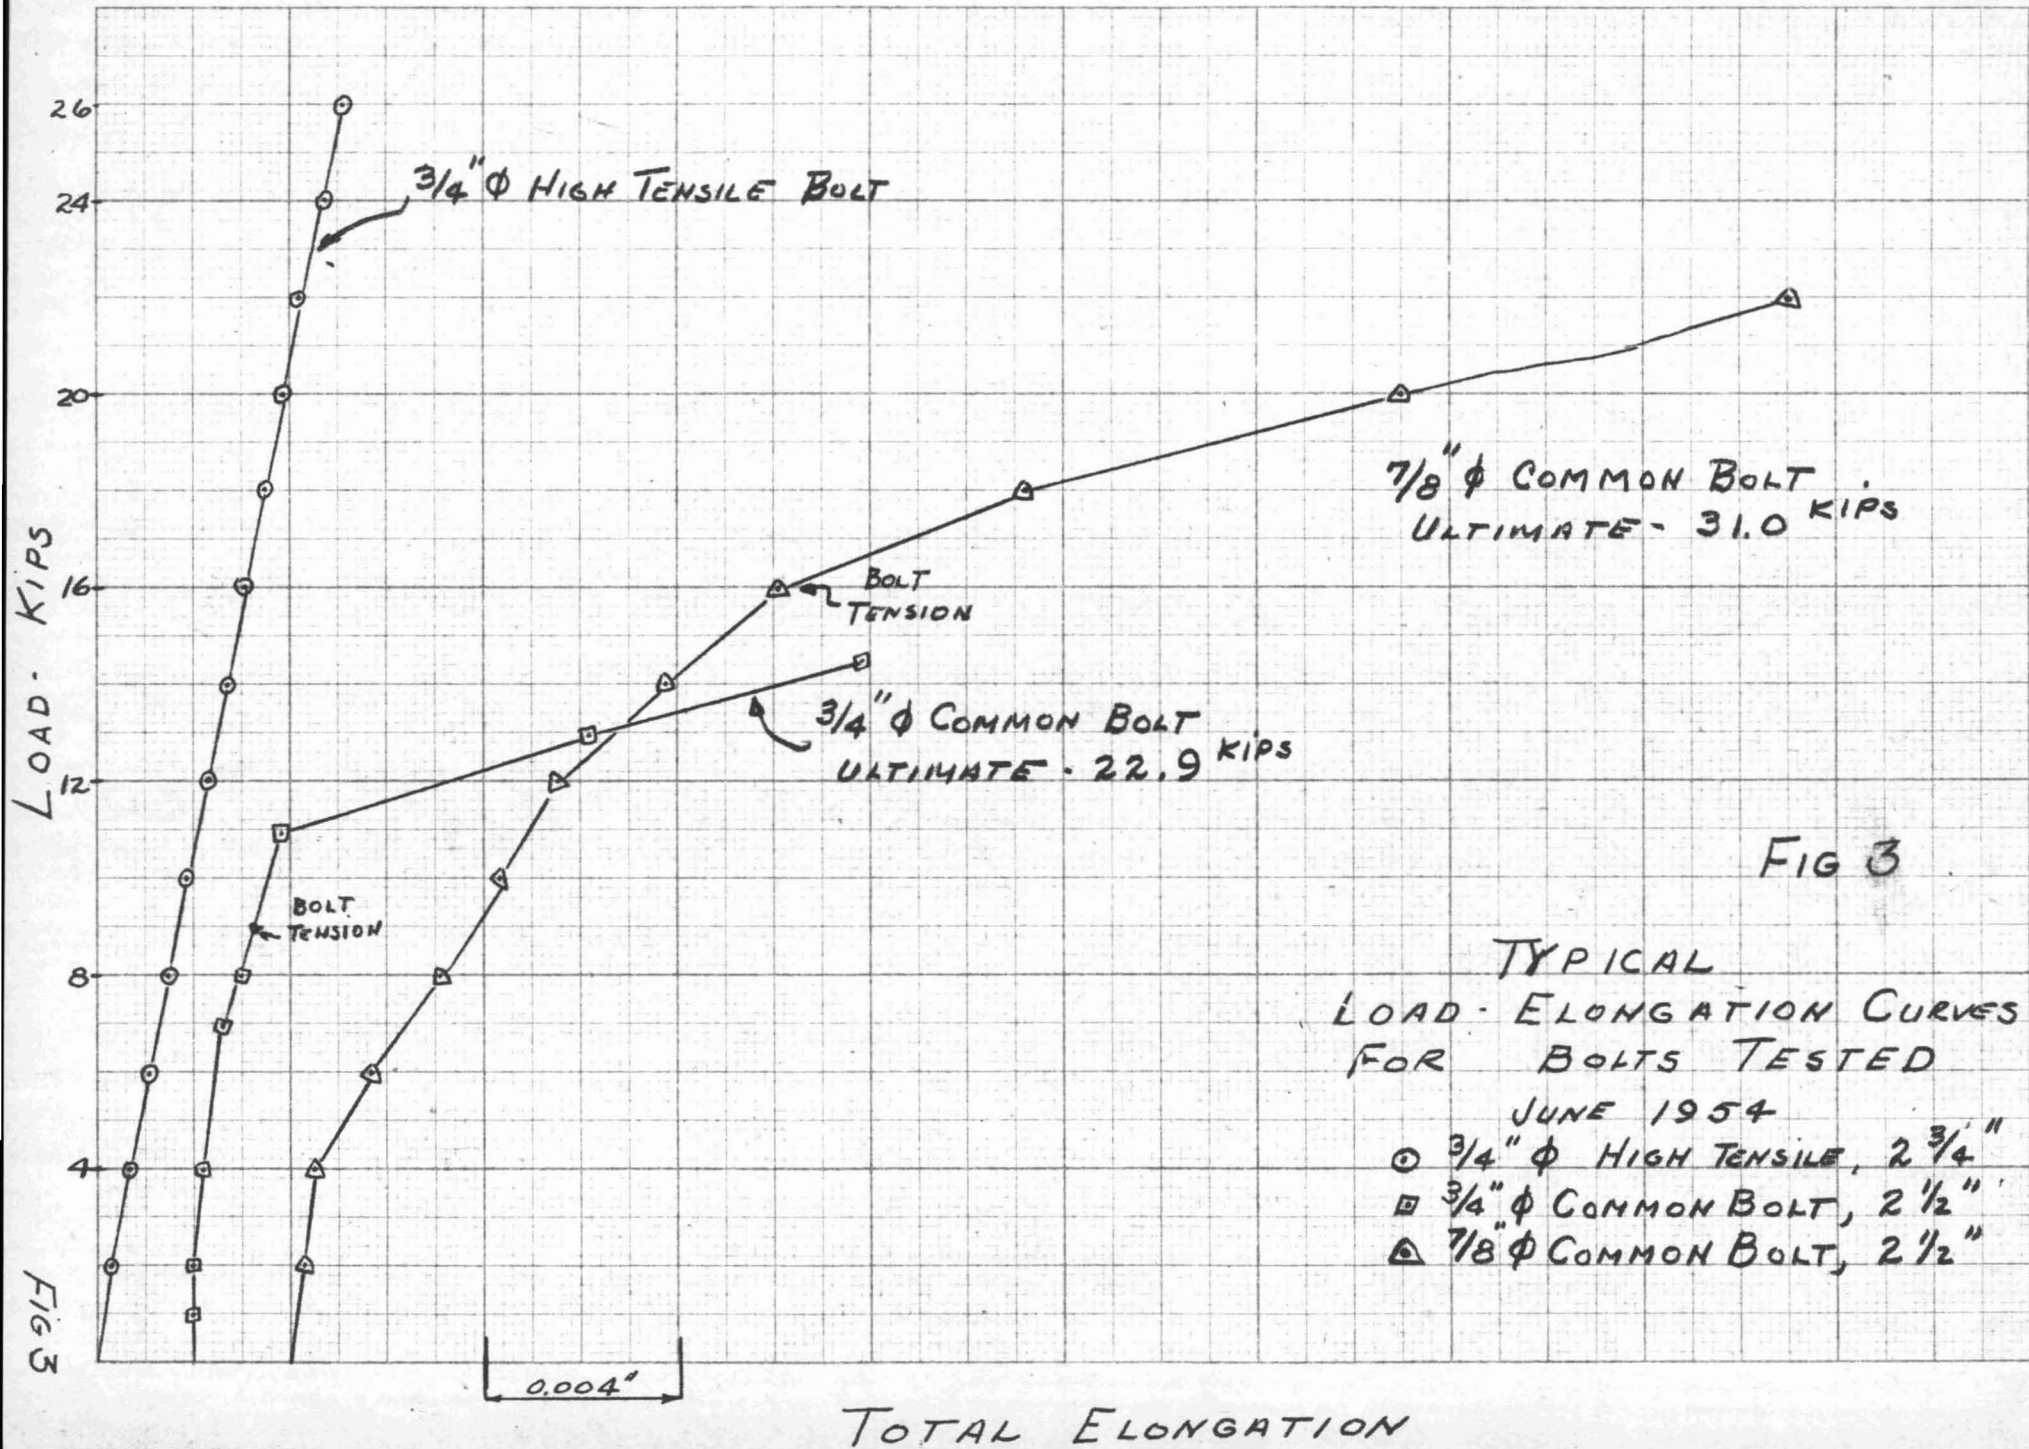 26
24
20
16
12
8
4
LOAD - KIPS
FIG 3
3/4" ϕ HIGH TENSILE BOLT
7/8" ϕ COMMON BOLT
ULTIMATE - 31.0 KIPS
BOLT
TENSION
3/4" ϕ COMMON BOLT
ULTIMATE - 22.9 KIPS
BOLT
TENSION
FIG 3
TYPICAL
LOAD - ELONGATION CURVES
FOR BOLTS TESTED
JUNE 1954
3/4" ϕ HIGH TENSILE, 2 3/4"
3/4" ϕ COMMON BOLT, 2 1/2"
7/8" ϕ COMMON BOLT, 2 1/2"
0.004"
TOTAL ELONGATION